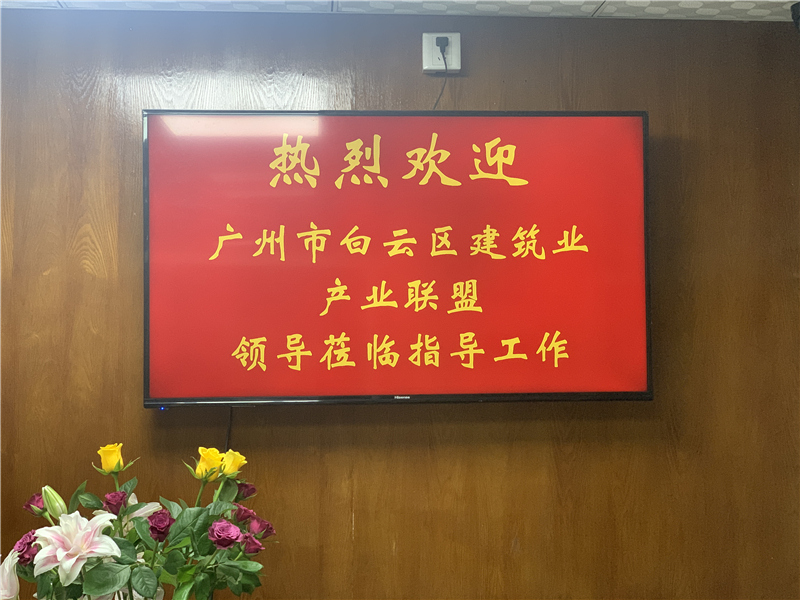 热烈欢迎
广州市白云区建筑业
产业联盟
领导莅临指导工作
Hisense